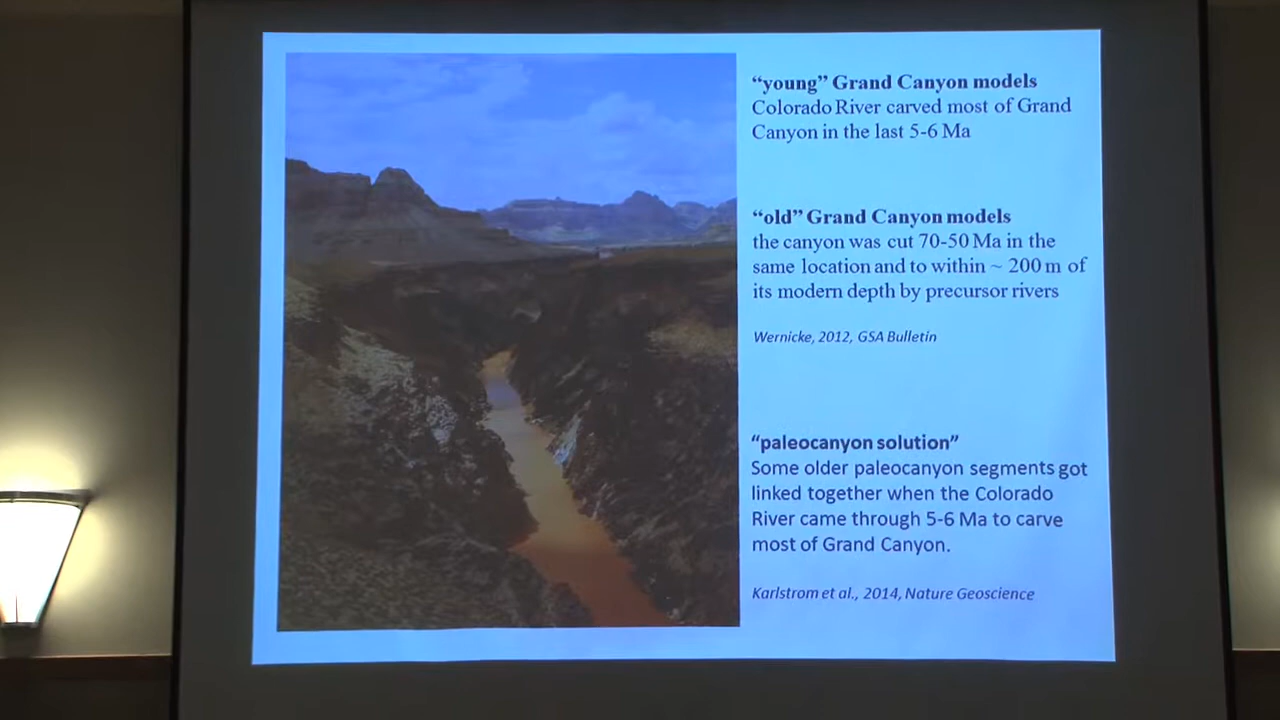 “young” Grand Canyon models
Colorado River carved most of Grand
Canyon in the last 5-6 Ma
“old” Grand Canyon models
the canyon was cut 70-50 Ma in the
same location and to within ~ 200 m of
its modern depth by precursor rivers
Wernicke, 2012, GSA Bulletin
“paleocanyon solution”
Some older paleocanyon segments got
linked together when the Colorado
River came through 5-6 Ma to carve
most of Grand Canyon.
Karlstrom et al., 2014, Nature Geoscience